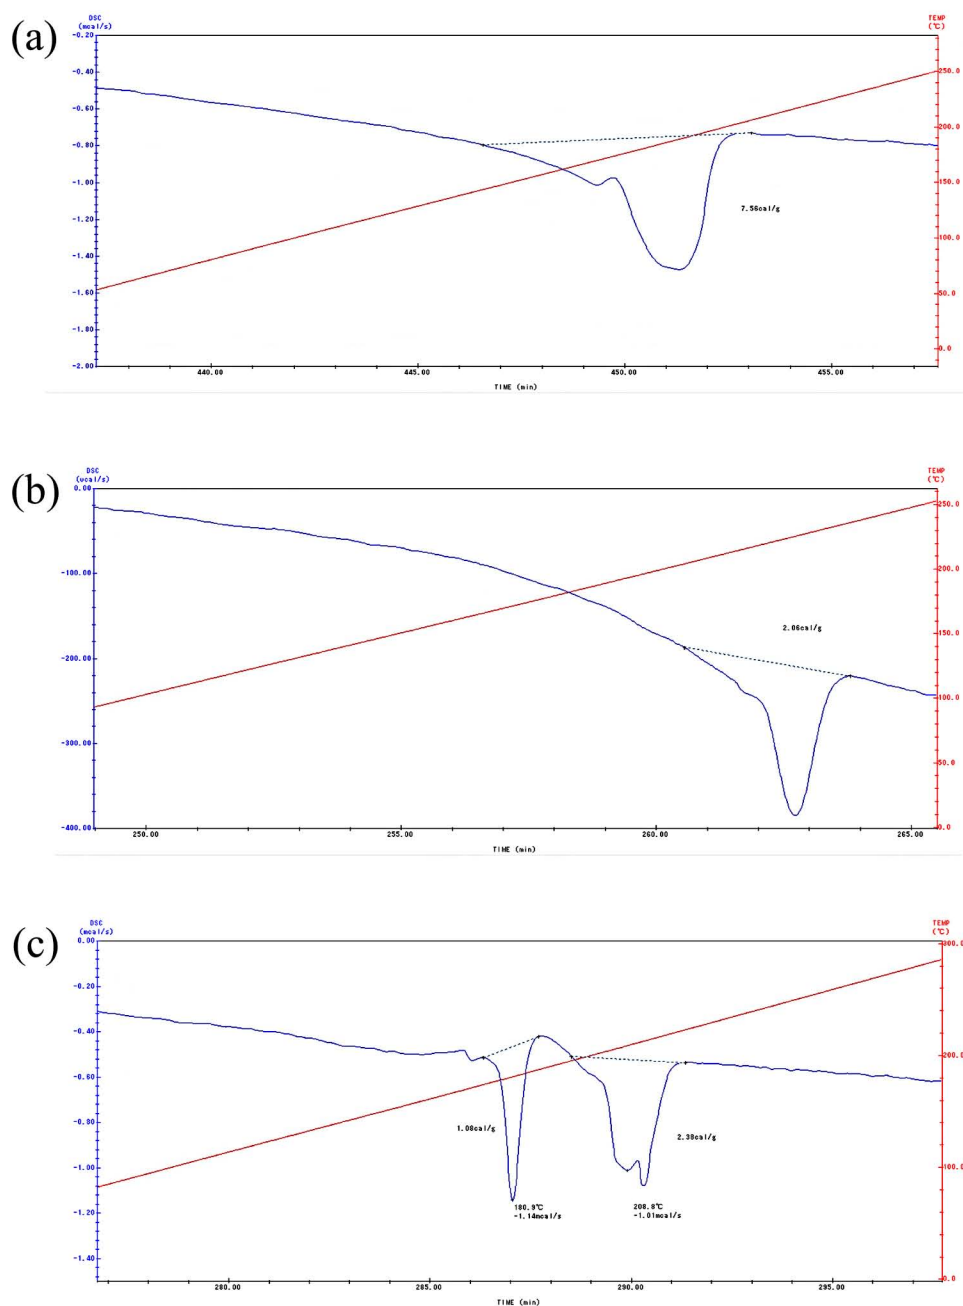 (a)
DSC
(mcal/s)
TEMP
(℃)
-0.20
-0.40
-0.60
-0.80
-1.00
-1.20
-1.40
-1.60
-1.80
-2.00
250.0
200.0
150.0
100.0
50.0
0.0
7.56cal/g
440.00 445.00 450.00 455.00
TIME (min)
(b)
DSC
(ucal/s)
TEMP
(℃)
0.00
-100.00
-200.00
-300.00
-400.00
250.0
200.0
150.0
100.0
50.0
0.0
2.06cal/g
250.00 255.00 260.00 265.00
TIME (min)
(c)
DSC
(mcal/s)
TEMP
(℃)
0.00
-0.20
-0.40
-0.60
-0.80
-1.00
-1.20
-1.40
300.0
200.0
100.0
0.0
1.08cal/g
2.38cal/g
180.9℃
-1.14mcal/s
208.8℃
-1.01mcal/s
280.00 285.00 290.00 295.00
TIME (min)